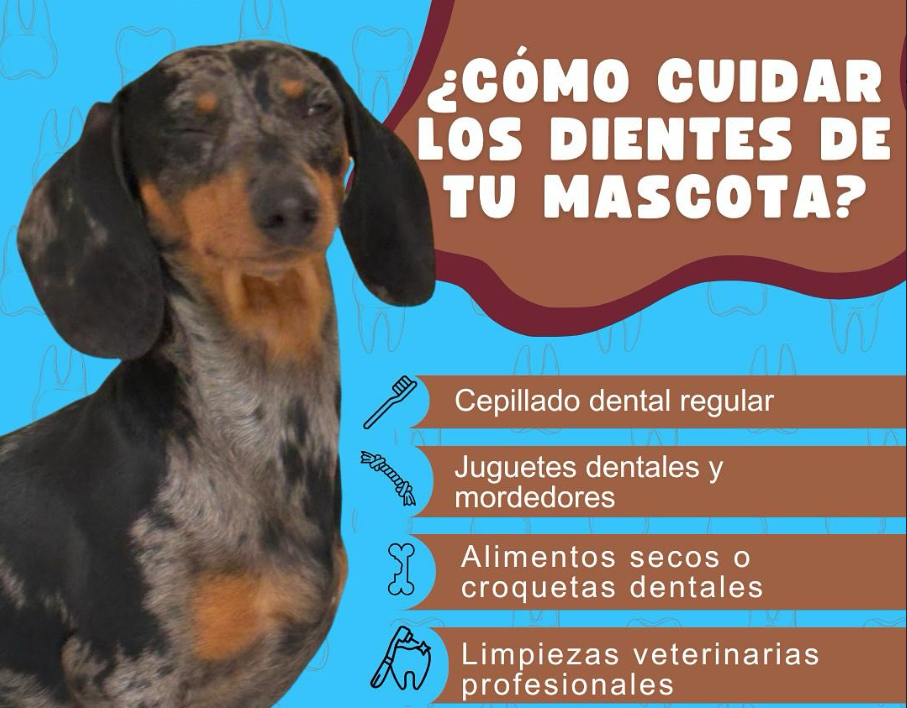 ¿CÓMO CUIDAR
LOS DIENTES DE
TU MASCOTA?
Cepillado dental regular
Juguetes dentales y
mordedores
Alimentos secos o
croquetas dentales
Limpiezas veterinarias
profesionales